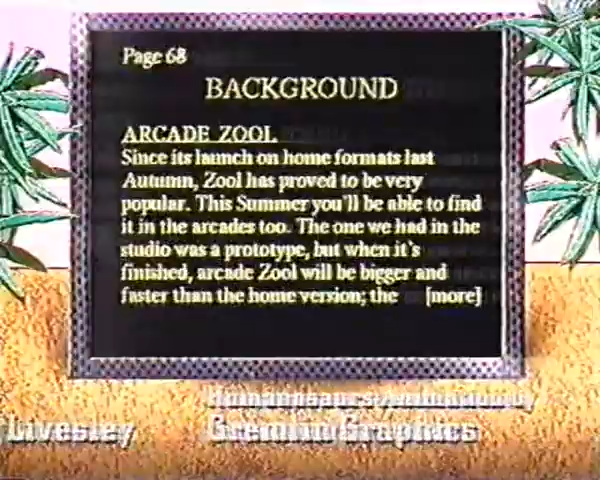 Page 68
BACKGROUND
ARCADE ZOOL
Since its launch on home formats last
Autumn, Zool has proved to be very
popular. This Summer you'll be able to find
it in the arcades too. The one we had in the
studio was a prototype, but when it's
finished, arcade Zool will be bigger and
faster than the home version; the [more]
Livesley
Gremlin Graphics